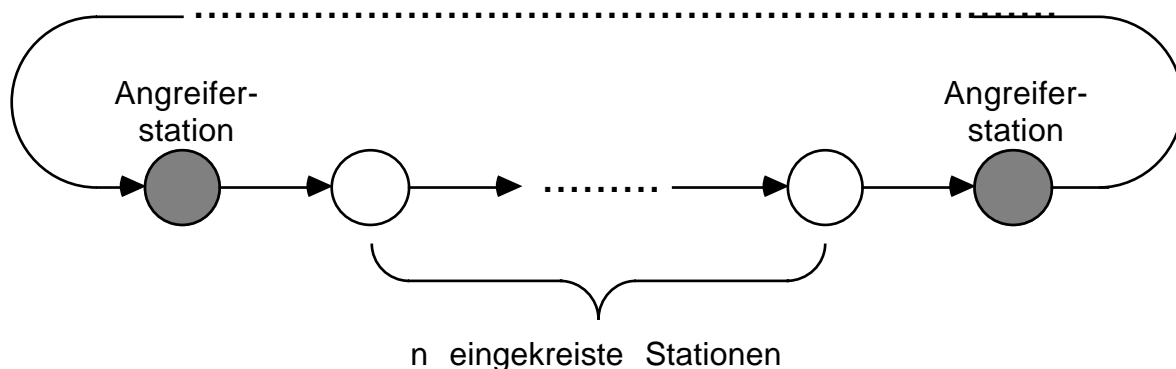 Angreifer-
station
Angreifer-
station
n eingekreiste Stationen